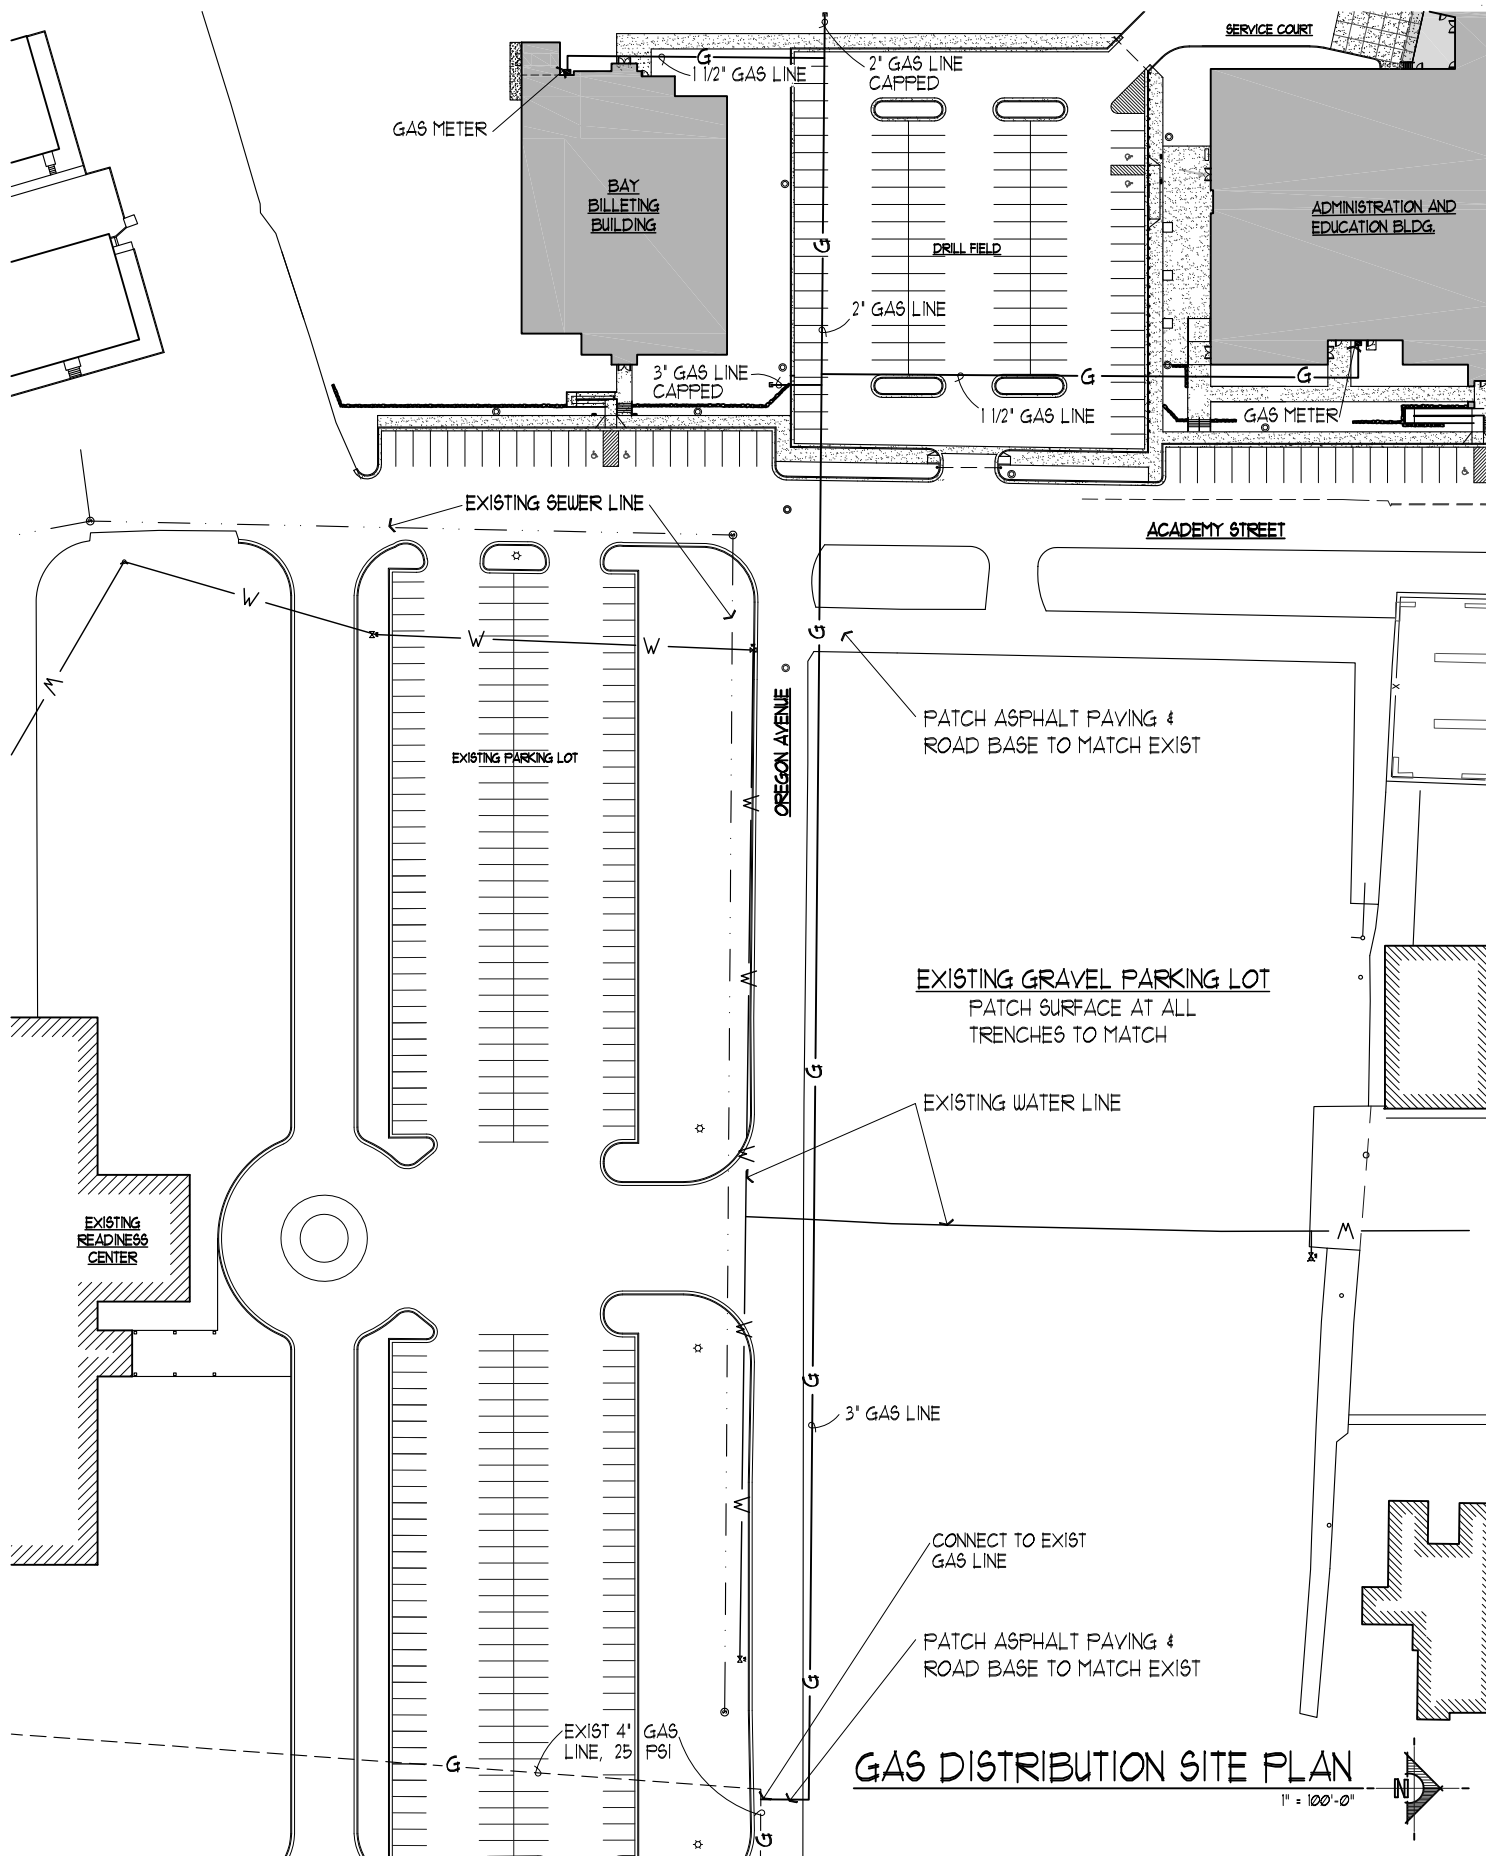 SERVICE COURT
G
1 1/2" GAS LINE
2" GAS LINE
CAPPED
GAS METER
BAY
BILLETING
BUILDING
ADMINISTRATION AND
EDUCATION BLDG.
G
DRILL FIELD
2" GAS LINE
3" GAS LINE
CAPPED
G
G
1 1/2" GAS LINE
GAS METER
EXISTING SEWER LINE
ACADEMY STREET
W
W
W
G
W
X
OREGON AVENUE
PATCH ASPHALT PAVING &
ROAD BASE TO MATCH EXIST
EXISTING PARKING LOT
W
W
EXISTING GRAVEL PARKING LOT
PATCH SURFACE AT ALL
TRENCHES TO MATCH
G
EXISTING WATER LINE
W
EXISTING
READINESS
CENTER
W
W
G
3" GAS LINE
W
CONNECT TO EXIST
GAS LINE
PATCH ASPHALT PAVING &
ROAD BASE TO MATCH EXIST
G
EXIST 4" GAS
LINE, 25 PSI
G
GAS DISTRIBUTION SITE PLAN
N
1" = 100'-0"
G